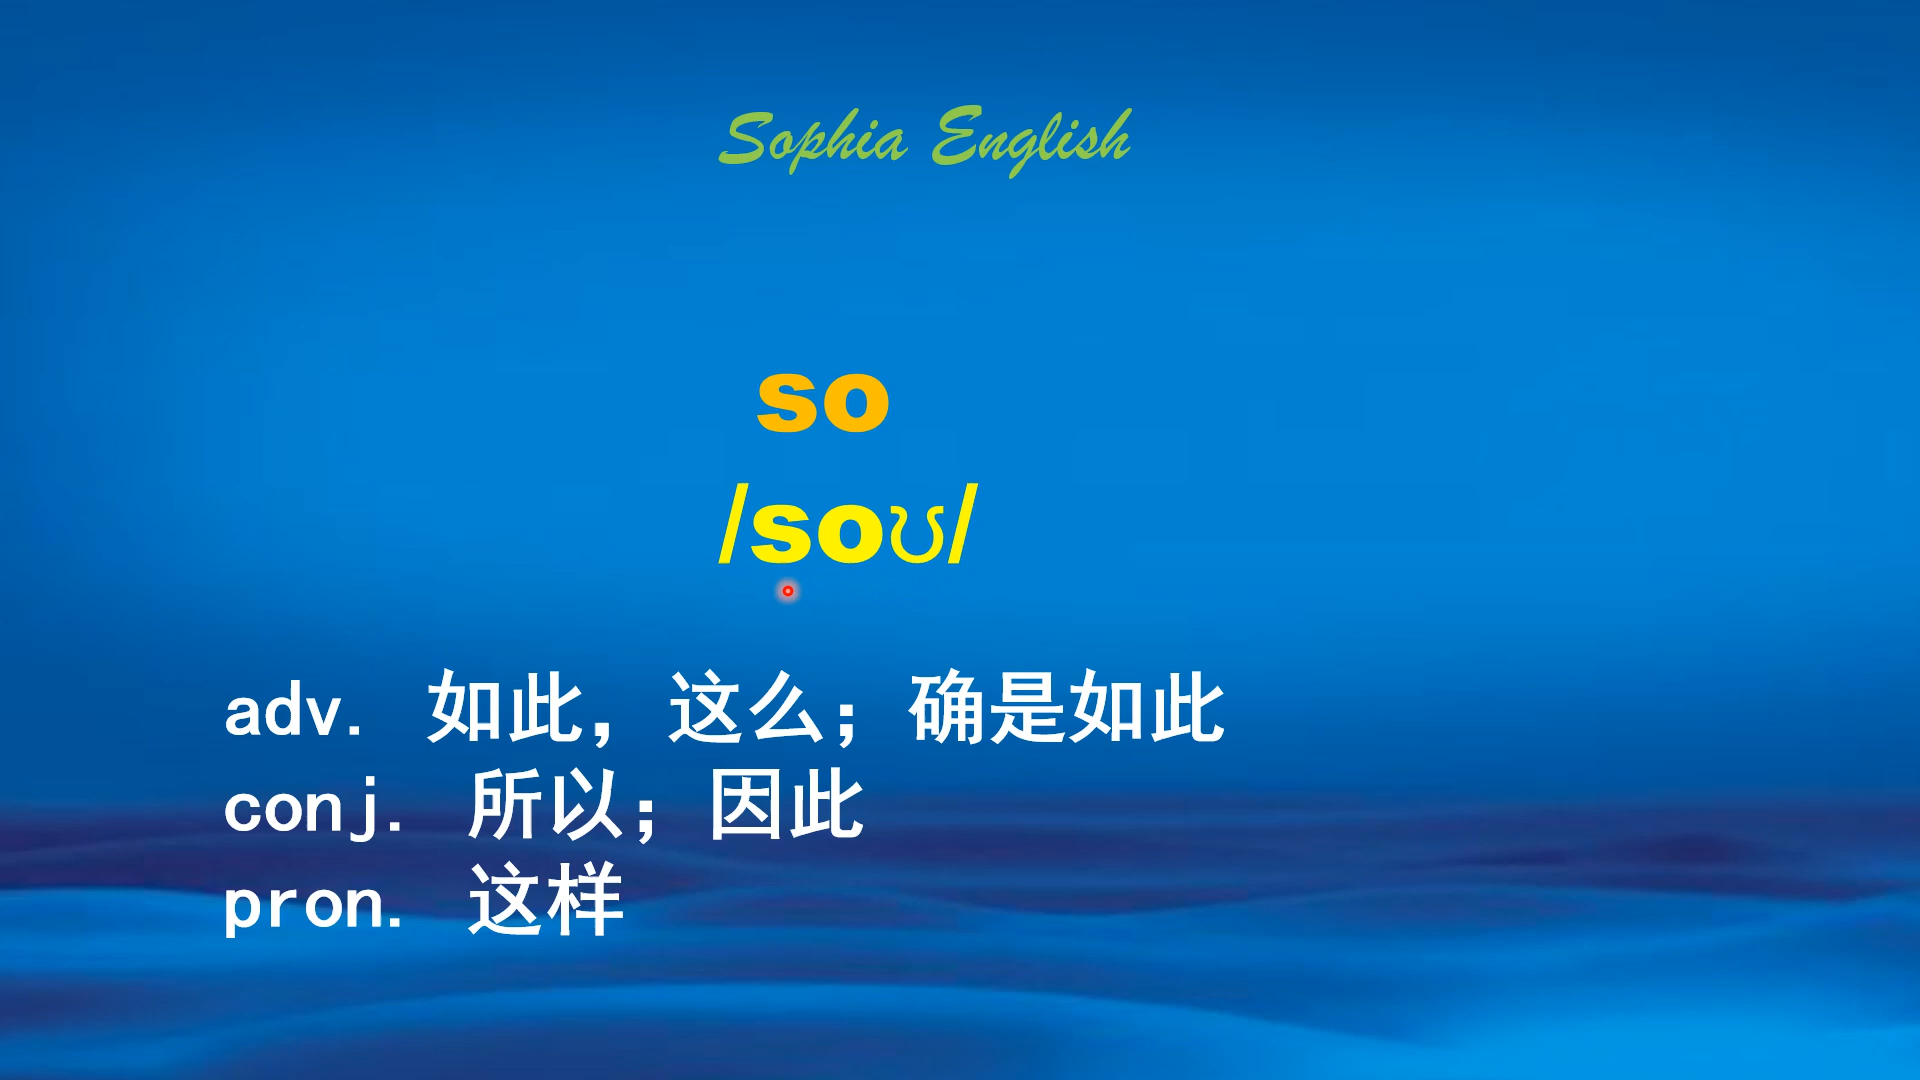 Sophia English
so
/soʊ/
adv. 如此，这么；确是如此
conj. 所以；因此
pron. 这样